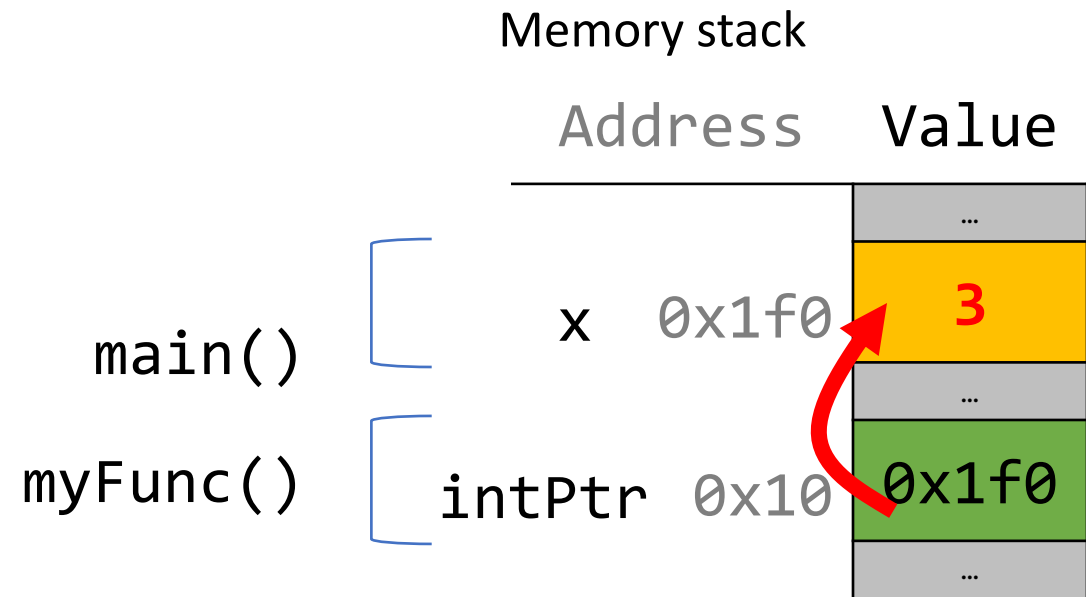 Memory stack
Address Value
…
x 0x1f0 3
main()
…
myFunc() intPtr 0x10 0x1f0
…